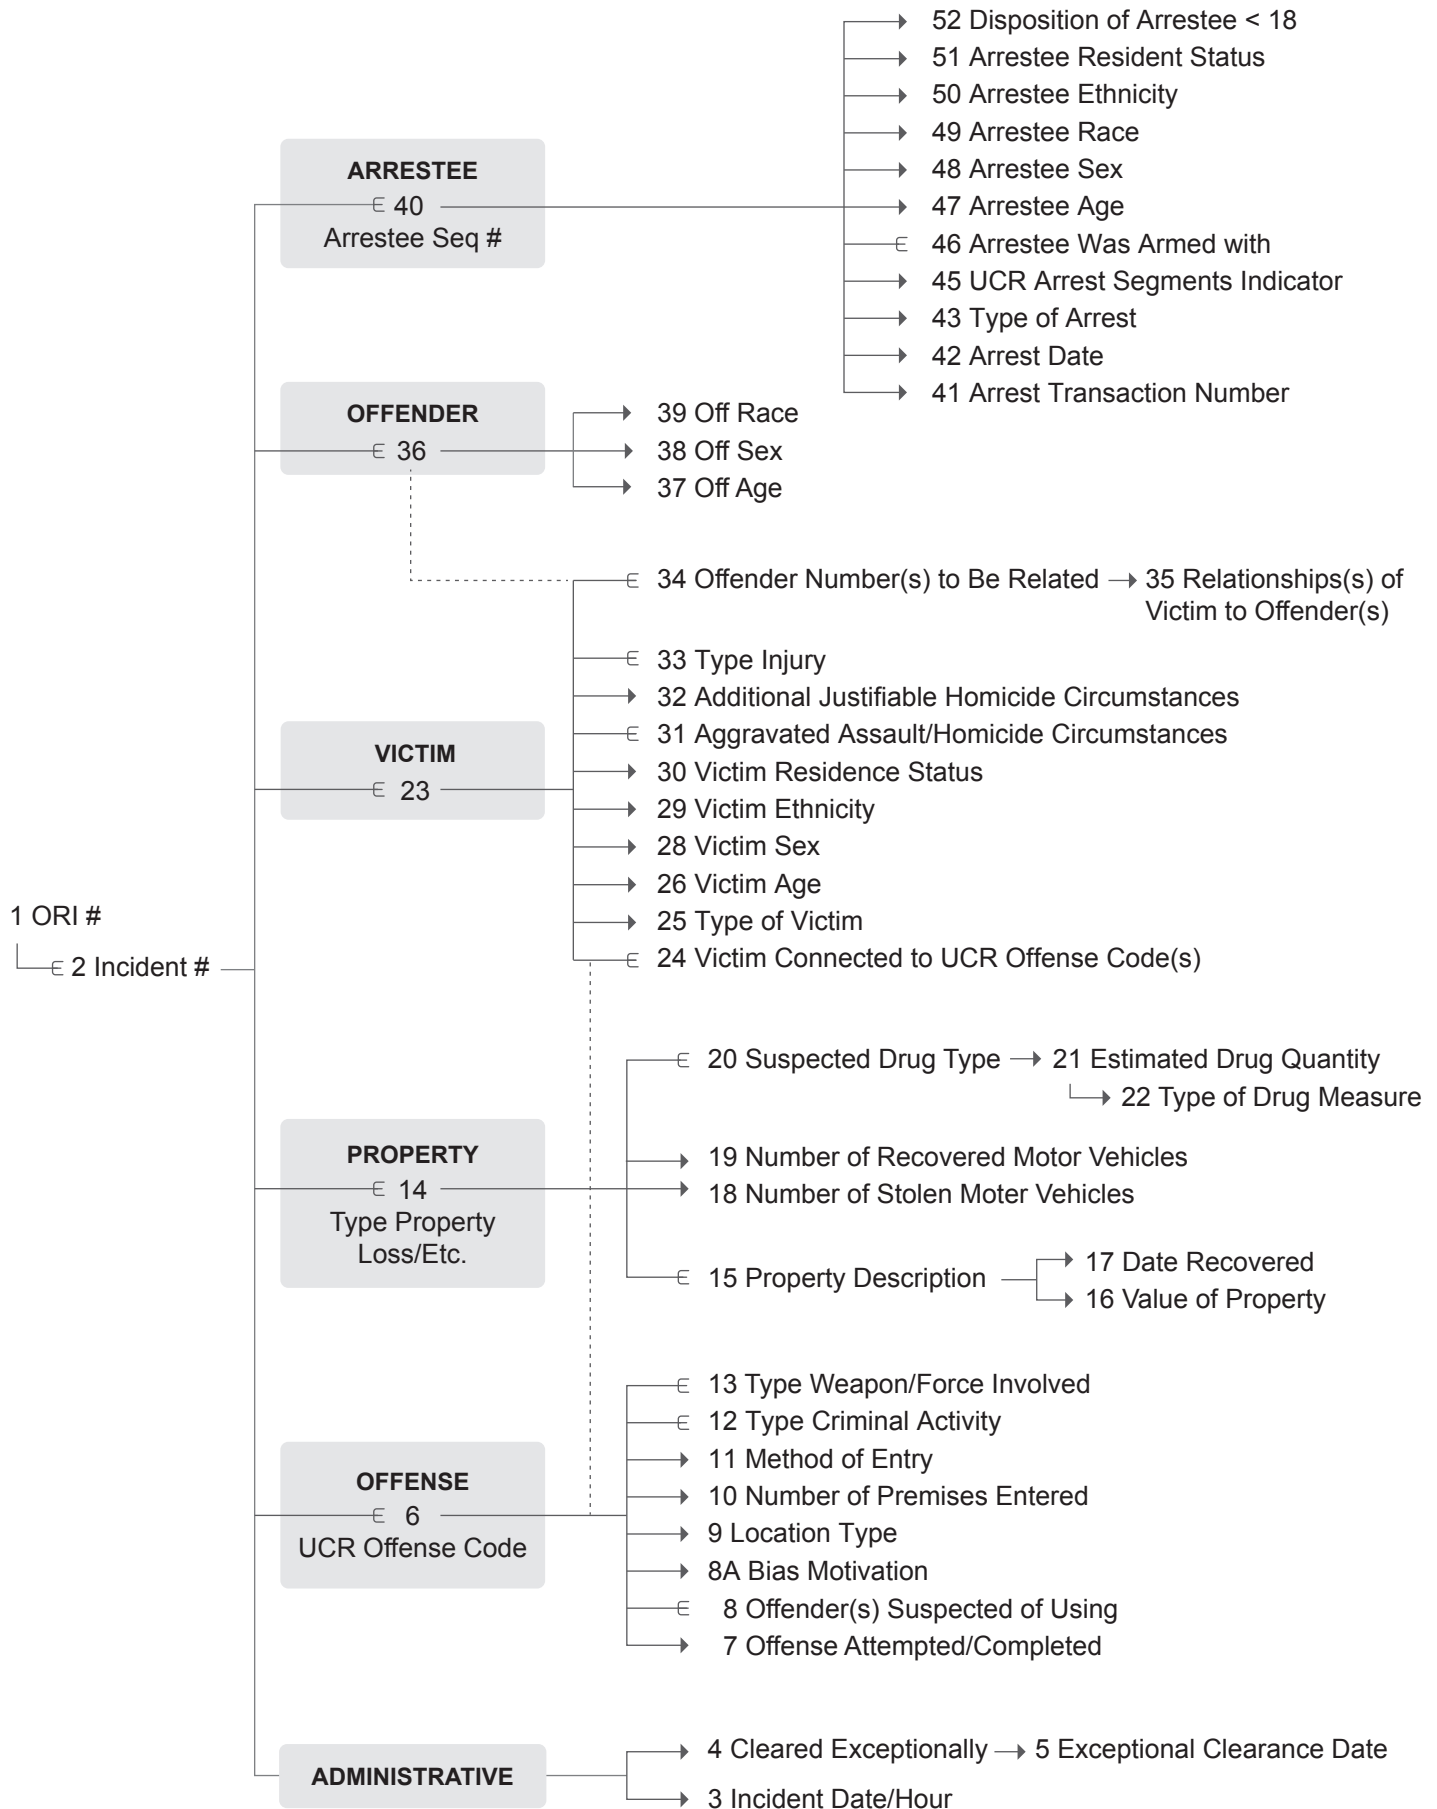 52 Disposition of Arrestee < 18
51 Arrestee Resident Status
50 Arrestee Ethnicity
49 Arrestee Race
48 Arrestee Sex
47 Arrestee Age
46 Arrestee Was Armed with
45 UCR Arrest Segments Indicator
43 Type of Arrest
42 Arrest Date
41 Arrest Transaction Number
ARRESTEE
∈ 40
Arrestee Seq #
OFFENDER
∈ 36
39 Off Race
38 Off Sex
37 Off Age
34 Offender Number(s) to Be Related
35 Relationships(s) of
Victim to Offender(s)
33 Type Injury
32 Additional Justifiable Homicide Circumstances
31 Aggravated Assault/Homicide Circumstances
30 Victim Residence Status
29 Victim Ethnicity
28 Victim Sex
26 Victim Age
25 Type of Victim
24 Victim Connected to UCR Offense Code(s)
VICTIM
∈ 23
1 ORI #
∈ 2 Incident #
20 Suspected Drug Type
21 Estimated Drug Quantity
22 Type of Drug Measure
19 Number of Recovered Motor Vehicles
18 Number of Stolen Moter Vehicles
15 Property Description
17 Date Recovered
16 Value of Property
PROPERTY
∈ 14
Type Property
Loss/Etc.
13 Type Weapon/Force Involved
12 Type Criminal Activity
11 Method of Entry
10 Number of Premises Entered
9 Location Type
8A Bias Motivation
8 Offender(s) Suspected of Using
7 Offense Attempted/Completed
OFFENSE
∈ 6
UCR Offense Code
ADMINISTRATIVE
4 Cleared Exceptionally
5 Exceptional Clearance Date
3 Incident Date/Hour